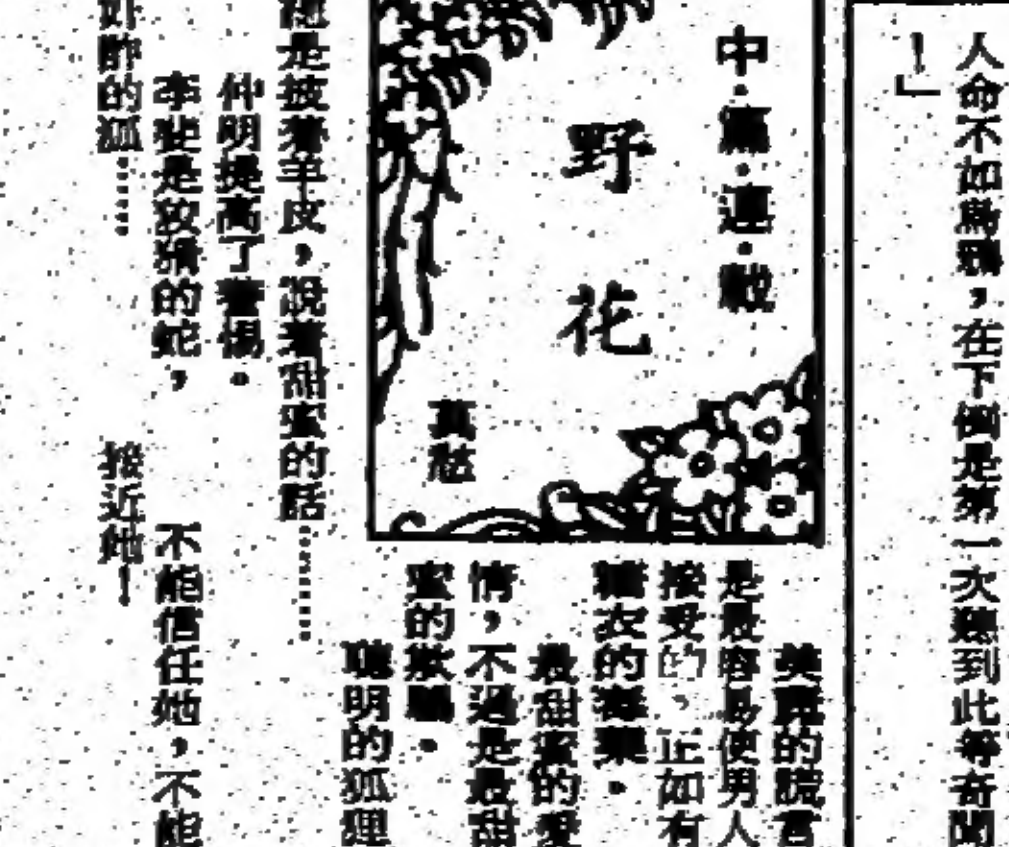 人命不如烏鴉，在下倒是第一次聽到此等奇聞
！」
中·篇·連·載
野花
美麗的謊言
是最容易使男人
接受的，正如有
糖衣的毒藥。
最甜蜜的愛
情，不過是最甜
蜜的欺騙。
聰明的狐狸
總是披着羊皮，說着甜蜜的話………
仲明提高了警惕。
李婕是狡猾的蛇，
奸詐的狐……
不能信任她，不能
接近她！